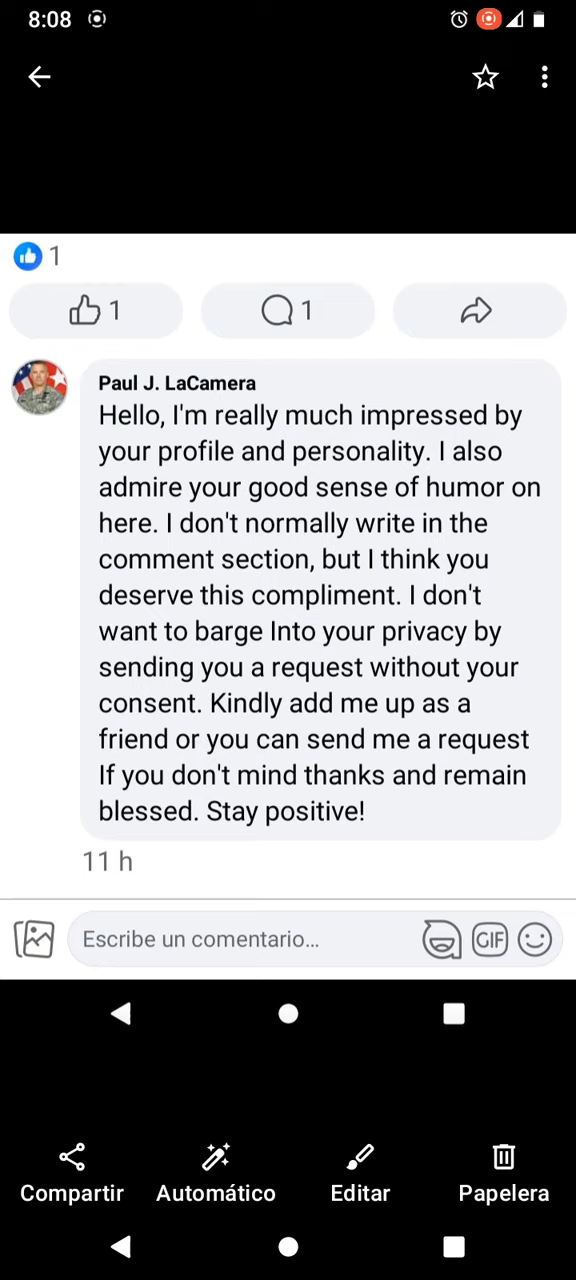 8:08
1
1
1
Paul J. LaCamera
Hello, I'm really much impressed by
your profile and personality. I also
admire your good sense of humor on
here. I don't normally write in the
comment section, but I think you
deserve this compliment. I don't
want to barge Into your privacy by
sending you a request without your
consent. Kindly add me up as a
friend or you can send me a request
If you don't mind thanks and remain
blessed. Stay positive!
11 h
Escribe un comentario...
GIF
Compartir
Automático
Editar
Papelera